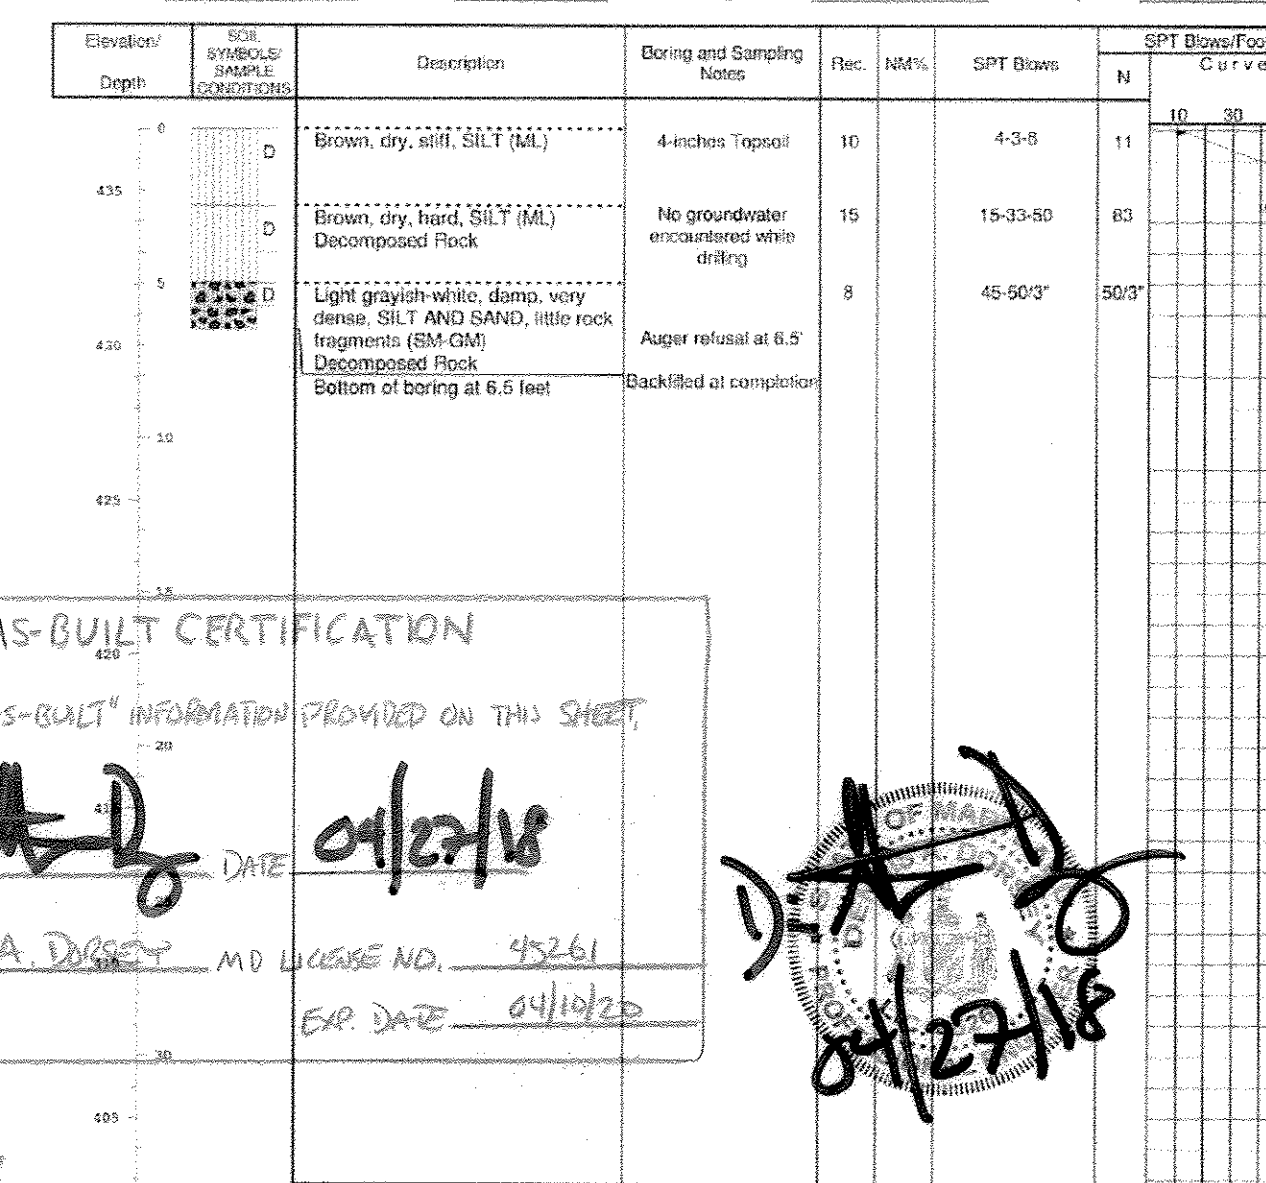 Elevation/
Depth
SOIL
SYMBOLS/
SAMPLE
CONDITIONS
Description
Boring and Sampling
Notes
Rec.
NM%
SPT Blows
SPT Blows/Foo
N
Curve
10 30
0
D
Brown, dry, stiff, SILT (ML)
4-inches Topsoil
10
4-3-8
11
435
D
Brown, dry, hard, SILT (ML)
Decomposed Rock
No groundwater
encountered while
drilling
15
15-33-50
83
5
D
Light grayish-white, damp, very
dense, SILT AND SAND, little rock
fragments (SM-GM)
Decomposed Rock
8
45-50/3"
50/3"
430
Auger refusal at 6.5'
Bottom of boring at 6.5 feet
Backfilled at completion
10
425
15
AS-BUILT CERTIFICATION
420
S-BUILT" INFORMATION PROVIDED ON THIS SHEET,
20
DATE 04/27/18
A. DORSEY MD LICENSE NO. 45261
EXP. DATE 04/10/20
30
405
OF MAR
DORSEY
04/27/18